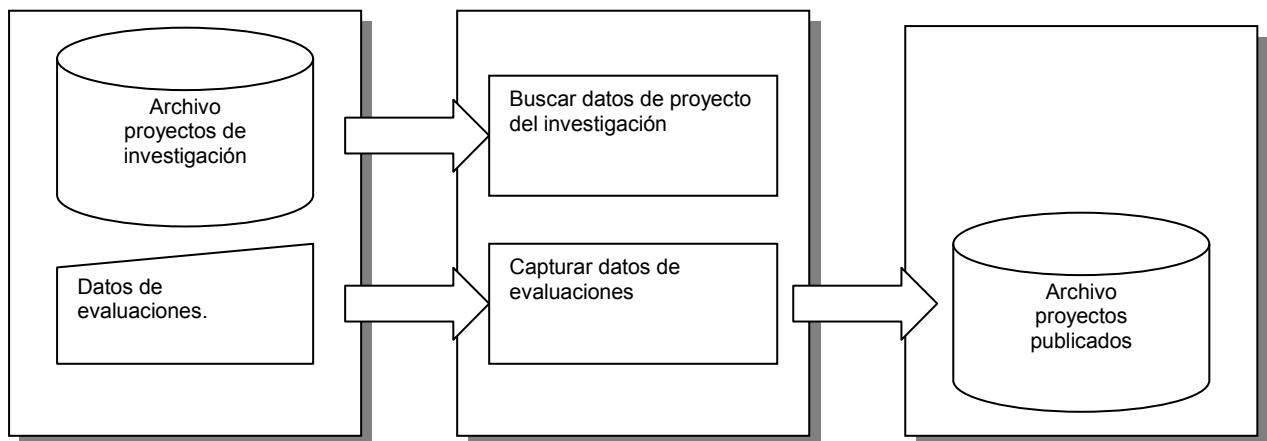 Archivo
proyectos de
investigación
Datos de
evaluaciones.
Buscar datos de proyecto
del investigación
Capturar datos de
evaluaciones
Archivo
proyectos
publicados